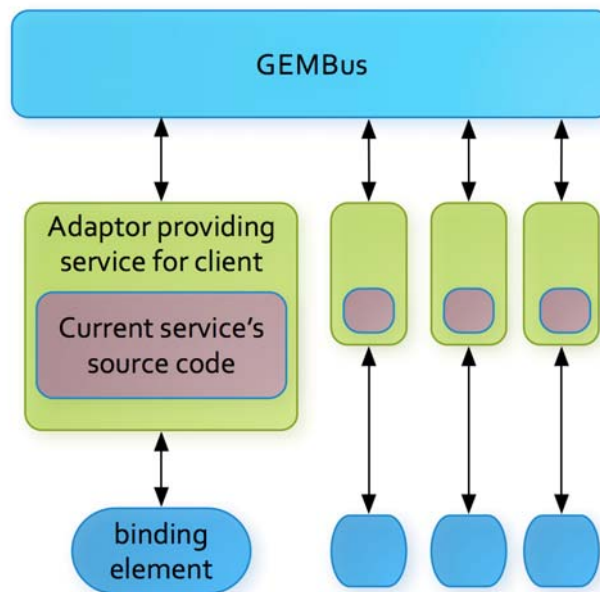 GEMBus
Adaptor providing
service for client
Current service's
source code
binding
element